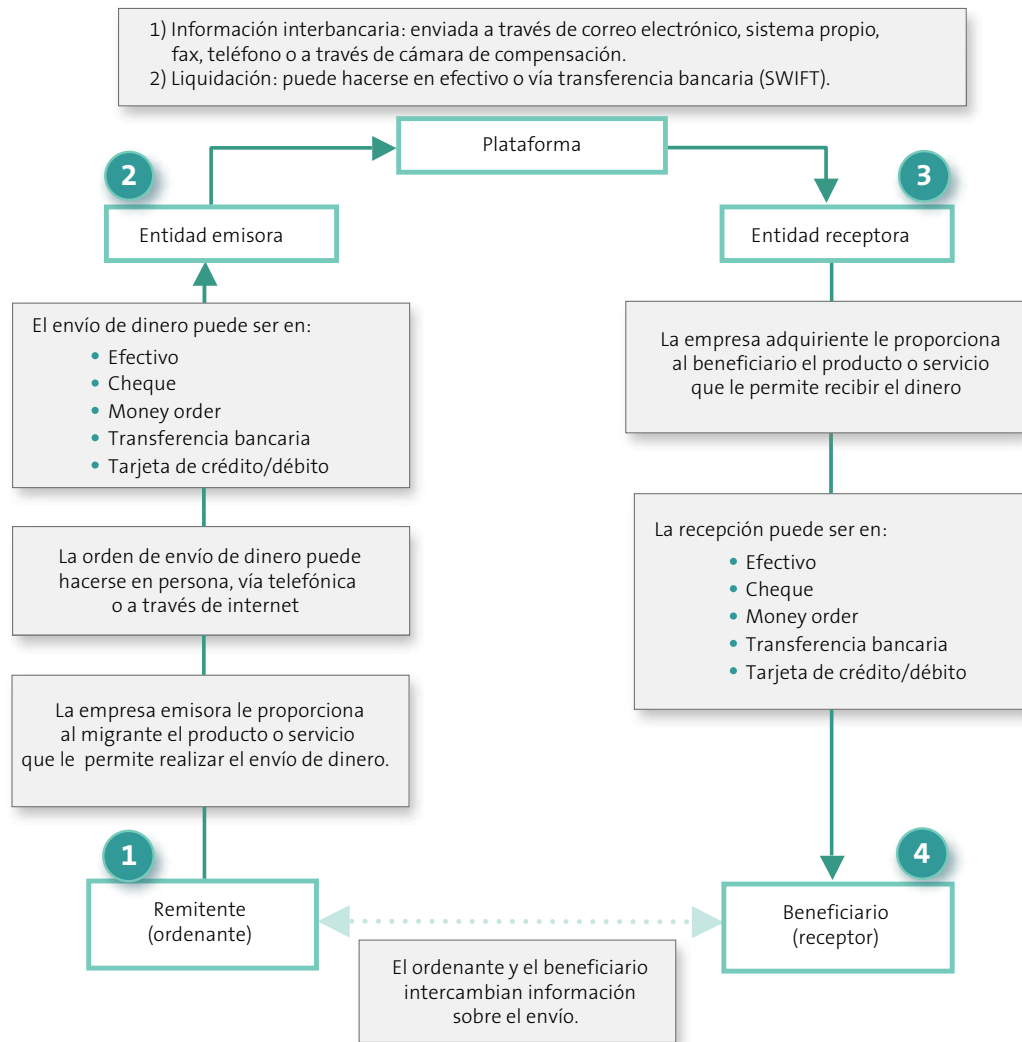 1) Información interbancaria: enviada a través de correo electrónico, sistema propio,
fax, teléfono o a través de cámara de compensación.
2) Liquidación: puede hacerse en efectivo o vía transferencia bancaria (SWIFT).
Plataforma
2
Entidad emisora
3
Entidad receptora
El envío de dinero puede ser en:
• Efectivo
• Cheque
• Money order
• Transferencia bancaria
• Tarjeta de crédito/débito
La orden de envío de dinero puede
hacerse en persona, vía telefónica
o a través de internet
La empresa emisora le proporciona
al migrante el producto o servicio
que le permite realizar el envío de dinero.
1
Remitente
(ordenante)
La empresa adquiriente le proporciona
al beneficiario el producto o servicio
que le permite recibir el dinero
La recepción puede ser en:
• Efectivo
• Cheque
• Money order
• Transferencia bancaria
• Tarjeta de crédito/débito
4
Beneficiario
(receptor)
El ordenante y el beneficiario
intercambian información
sobre el envío.